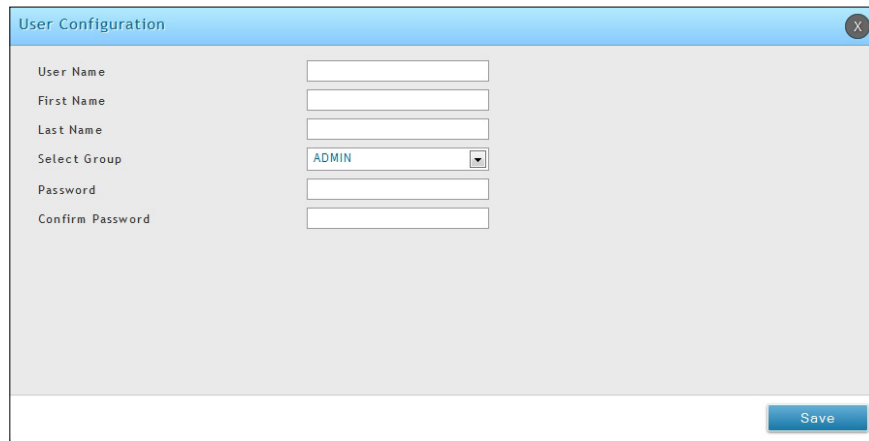 User Configuration
X
User Name
First Name
Last Name
Select Group ADMIN
Password
Confirm Password
Save